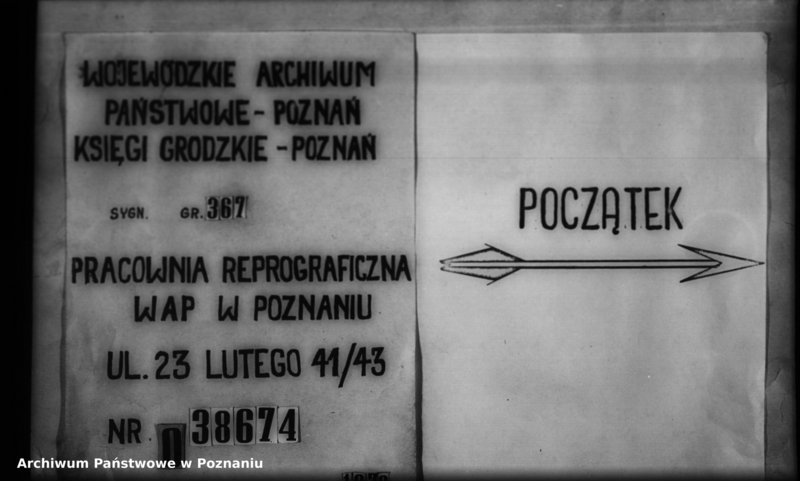 WOJEWÓDZKIE ARCHIWUM
PAŃSTWOWE - POZNAŃ
KSIĘGI GRODZKIE - POZNAŃ
SYGN. GR. 367
PRACOWNIA REPROGRAFICZNA
WAP W POZNANIU
UL. 23 LUTEGO 41/43
NR 38674
POCZĄTEK
Archiwum Państwowe w Poznaniu